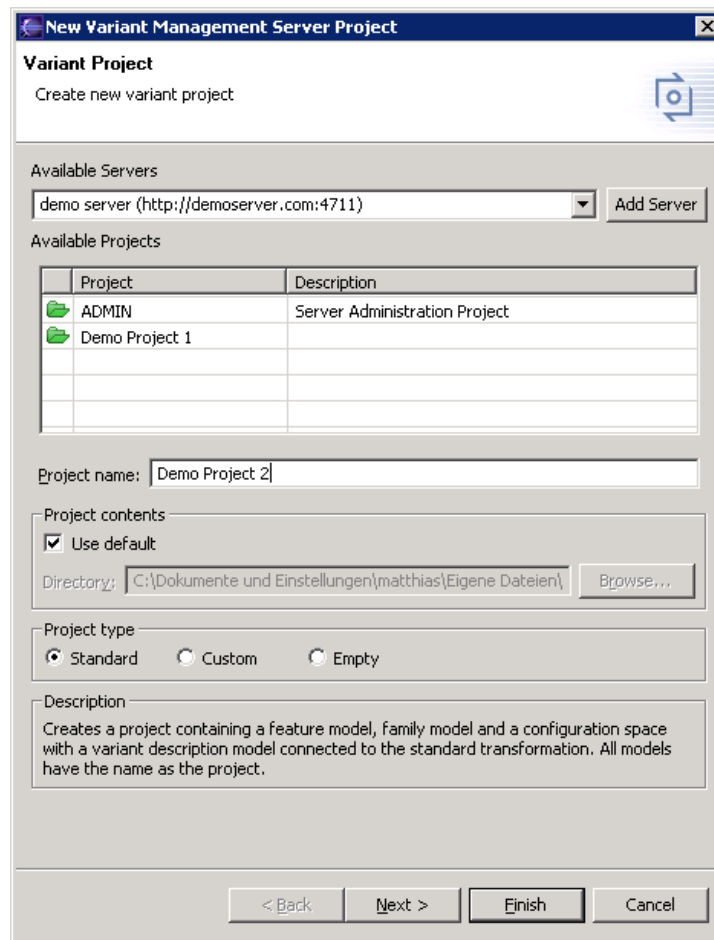 New Variant Management Server Project
Variant Project
Create new variant project
Available Servers
demo server (http://demoserver.com:4711)
Add Server
Available Projects
Project Description
ADMIN Server Administration Project
Demo Project 1
Project name: Demo Project 2
Project contents
Use default
Directory: C:\Dokumente und Einstellungen\matthias\Eigene Dateien\ Browse...
Project type
Standard Custom Empty
Description
Creates a project containing a feature model, family model and a configuration space
with a variant description model connected to the standard transformation. All models
have the name as the project.
< Back Next > Finish Cancel